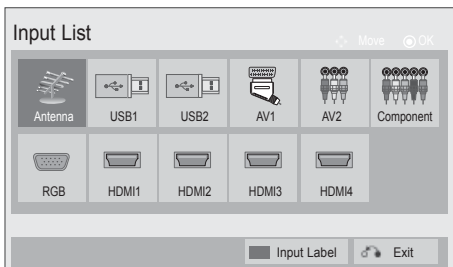 Input List
Move OK
Antenna USB1 USB2 AV1 AV2 Component
RGB HDMI1 HDMI2 HDMI3 HDMI4
Input Label Exit